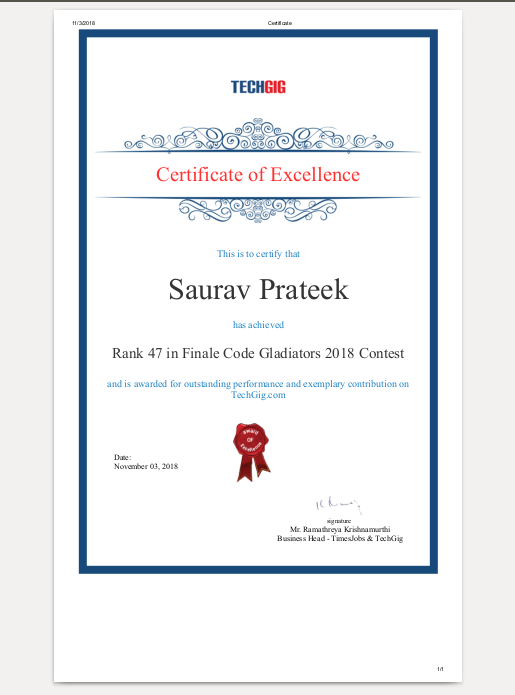 11/3/2018 Certificate
TECHGIG
Certificate of Excellence
This is to certify that
Saurav Prateek
has achieved
Rank 47 in Finale Code Gladiators 2018 Contest
and is awarded for outstanding performance and exemplary contribution on
TechGig.com
AWARD
OF
Excellence
Date:
November 03, 2018
signature
Mr. Ramathreya Krishnamurthi
Business Head - TimesJobs & TechGig
1/1